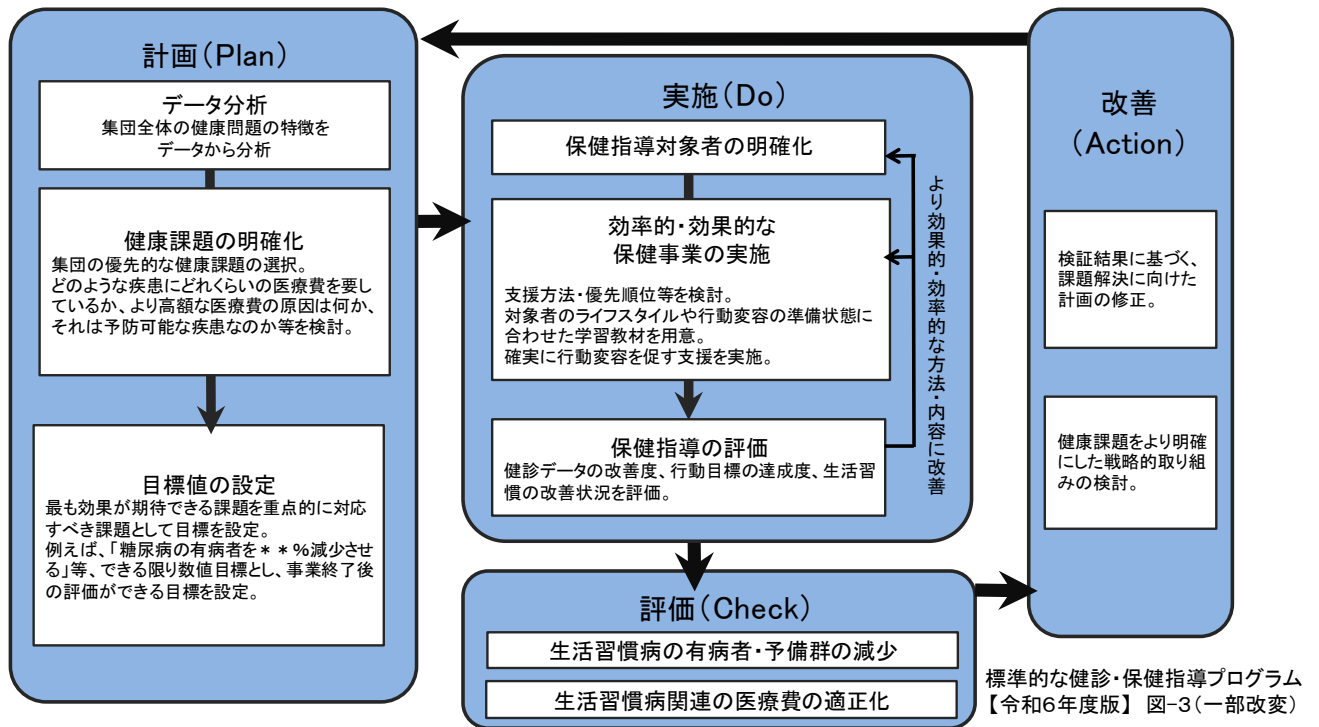 計画(Plan)
データ分析
集団全体の健康問題の特徴を
データから分析
健康課題の明確化
集団の優先的な健康課題の選択。
どのような疾患にどれくらいの医療費を要し
ているか、より高額な医療費の原因は何か、
それは予防可能な疾患なのか等を検討。
目標値の設定
最も効果が期待できる課題を重点的に対応
すべき課題として目標を設定。
例えば、「糖尿病の有病者を＊＊%減少させ
る」等、できる限り数値目標とし、事業終了後
の評価ができる目標を設定。
実施(Do)
保健指導対象者の明確化
効率的・効果的な
保健事業の実施
支援方法・優先順位等を検討。
対象者のライフスタイルや行動変容の準備状態に
合わせた学習教材を用意。
確実に行動変容を促す支援を実施。
保健指導の評価
健診データの改善度、行動目標の達成度、生活習
慣の改善状況を評価。
より効果的・効率的な方法・内容に改善
評価(Check)
生活習慣病の有病者・予備群の減少
生活習慣病関連の医療費の適正化
改善
(Action)
検証結果に基づく、
課題解決に向けた
計画の修正。
健康課題をより明確
にした戦略的取り組
みの検討。
標準的な健診・保健指導プログラム
【令和6年度版】 図-3(一部改変)